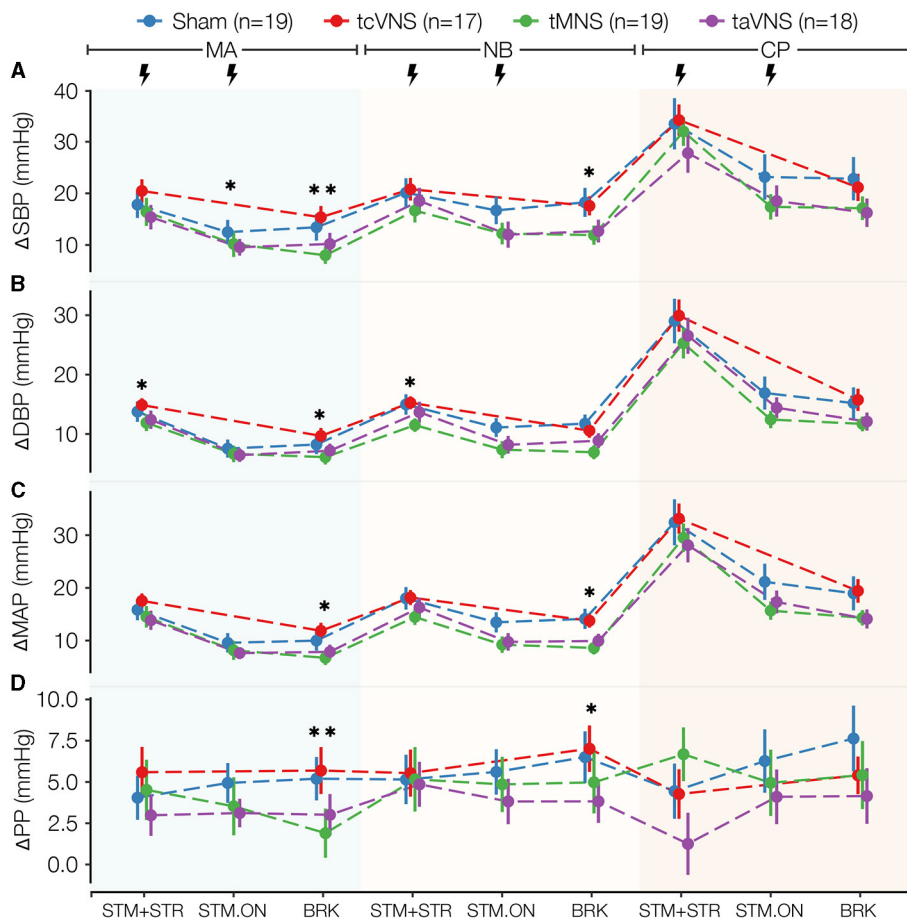 Sham (n=19) tcVNS (n=17) tMNS (n=19) taVNS (n=18)
MA NB CP
A
ΔSBP (mmHg)
40
30
20
10
* ** *
B
ΔDBP (mmHg)
30
20
10
* * *
C
ΔMAP (mmHg)
30
20
10
* *
D
ΔPP (mmHg)
10.0
7.5
5.0
2.5
0.0
** *
STM+STR STM.ON BRK STM+STR STM.ON BRK STM+STR STM.ON BRK